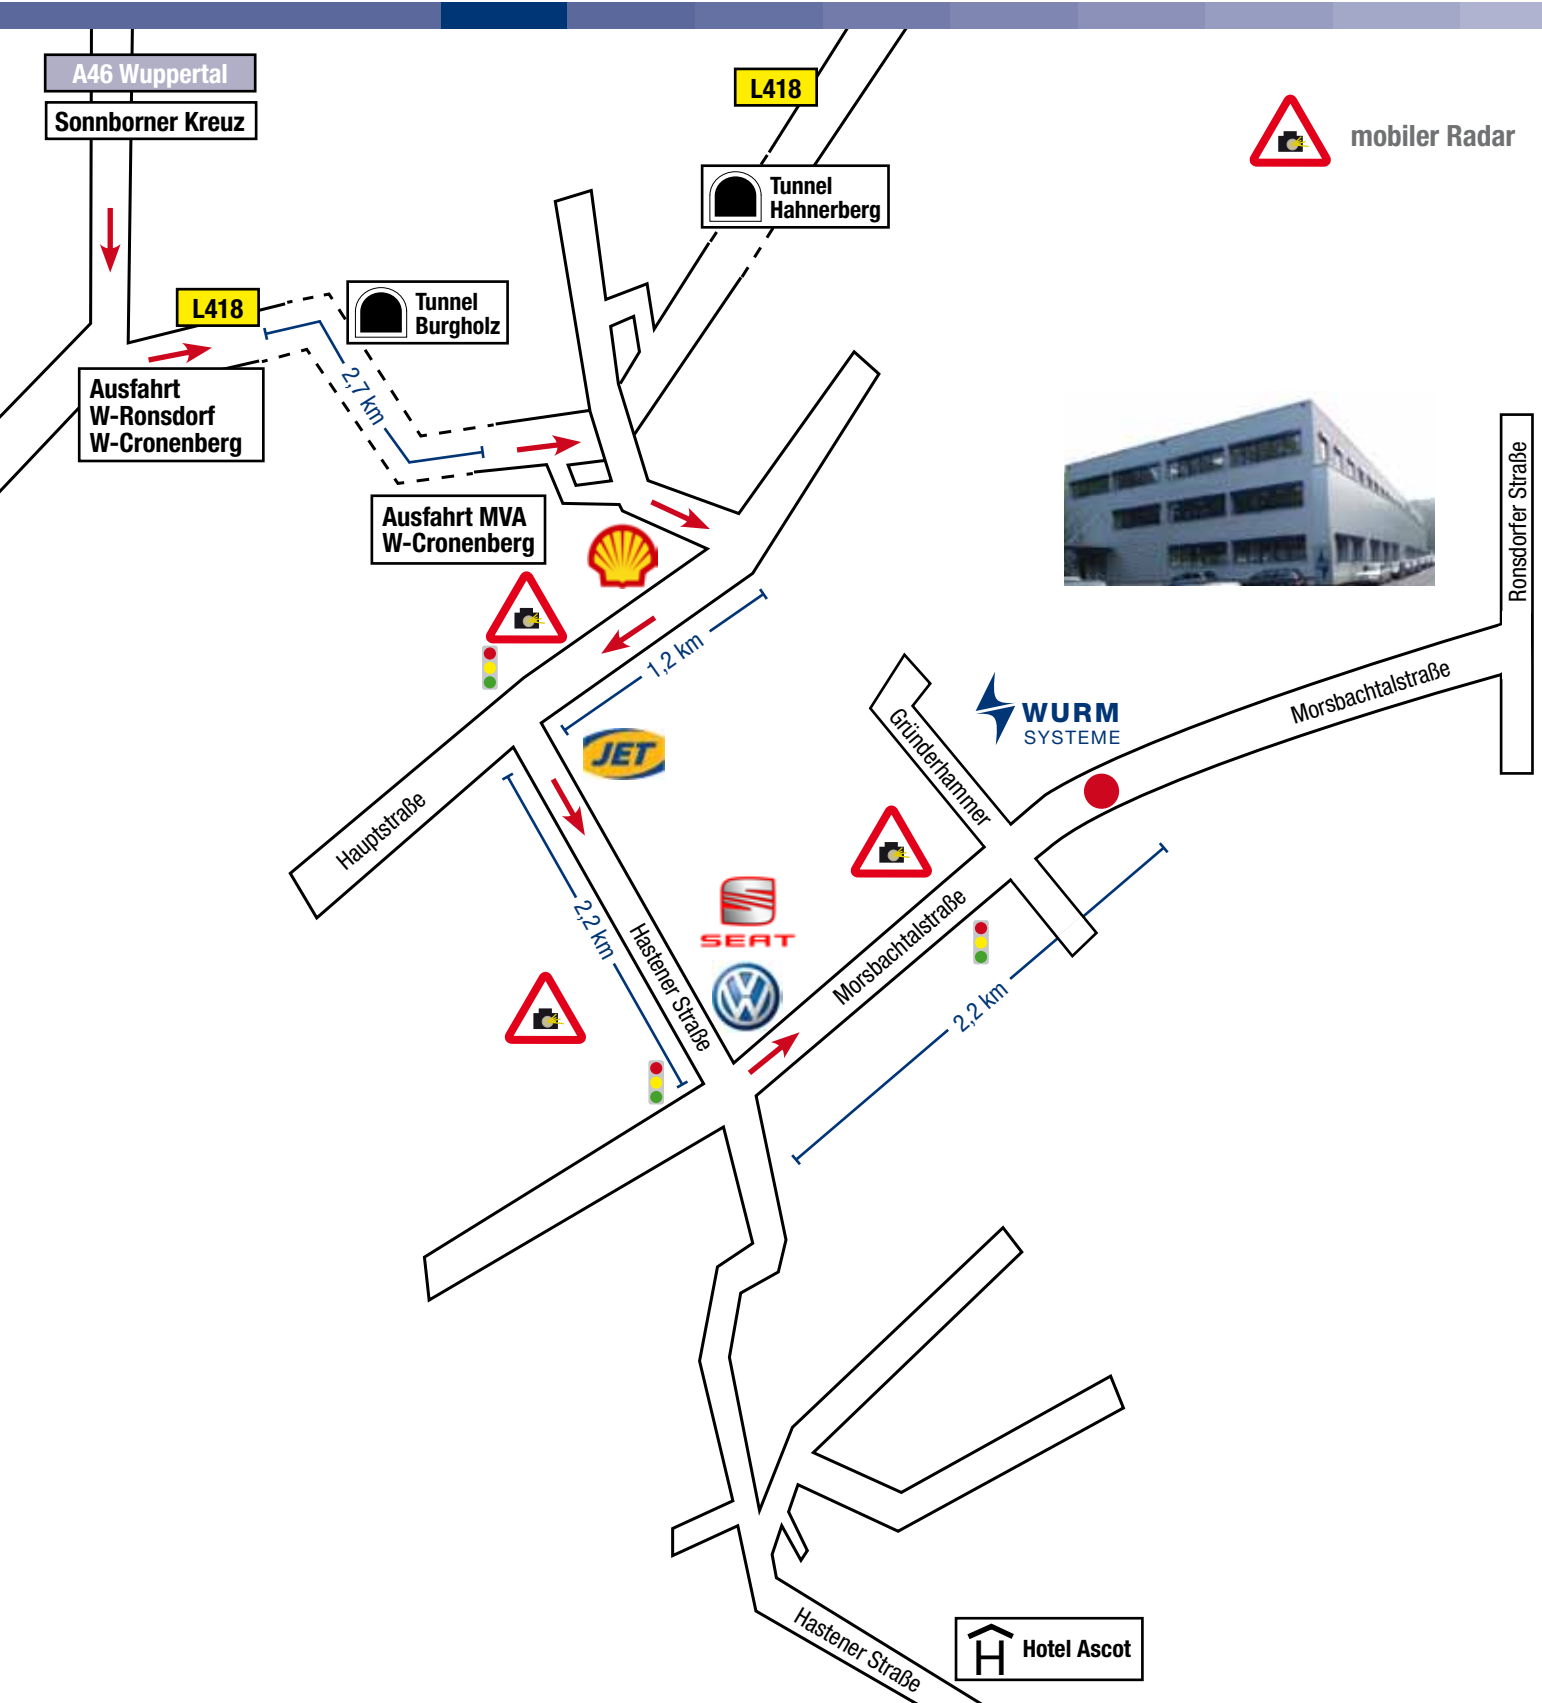 A46 Wuppertal
Sonnborner Kreuz
L418
mobiler Radar
Tunnel
Hahnerberg
L418
Tunnel
Burgholz
2,7 km
Ausfahrt
W-Ronsdorf
W-Cronenberg
Ausfahrt MVA
W-Cronenberg
Ronsdorfer Straße
1,2 km
Morsbachtalstraße
Gründerhammer
WURM
SYSTEME
JET
Hauptstraße
2,2 km
Hastener Straße
SEAT
Morsbachtalstraße
2,2 km
Hastener Straße
H Hotel Ascot